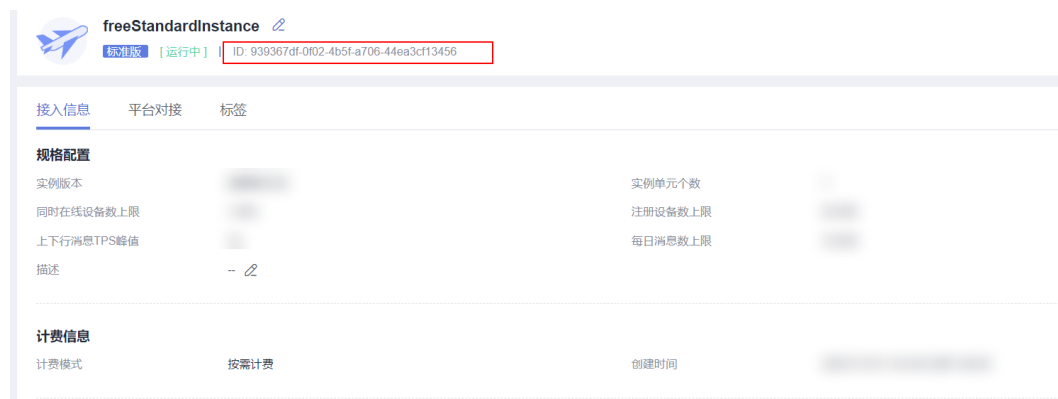 freeStandardInstance
标准版 [ 运行中 ] | ID: 939367df-0f02-4b5f-a706-44ea3cf13456
接入信息 平台对接 标签
规格配置
实例版本 实例单元个数
同时在线设备数上限 注册设备数上限
上下行消息TPS峰值 每日消息数上限
描述 --
计费信息
计费模式 按需计费 创建时间